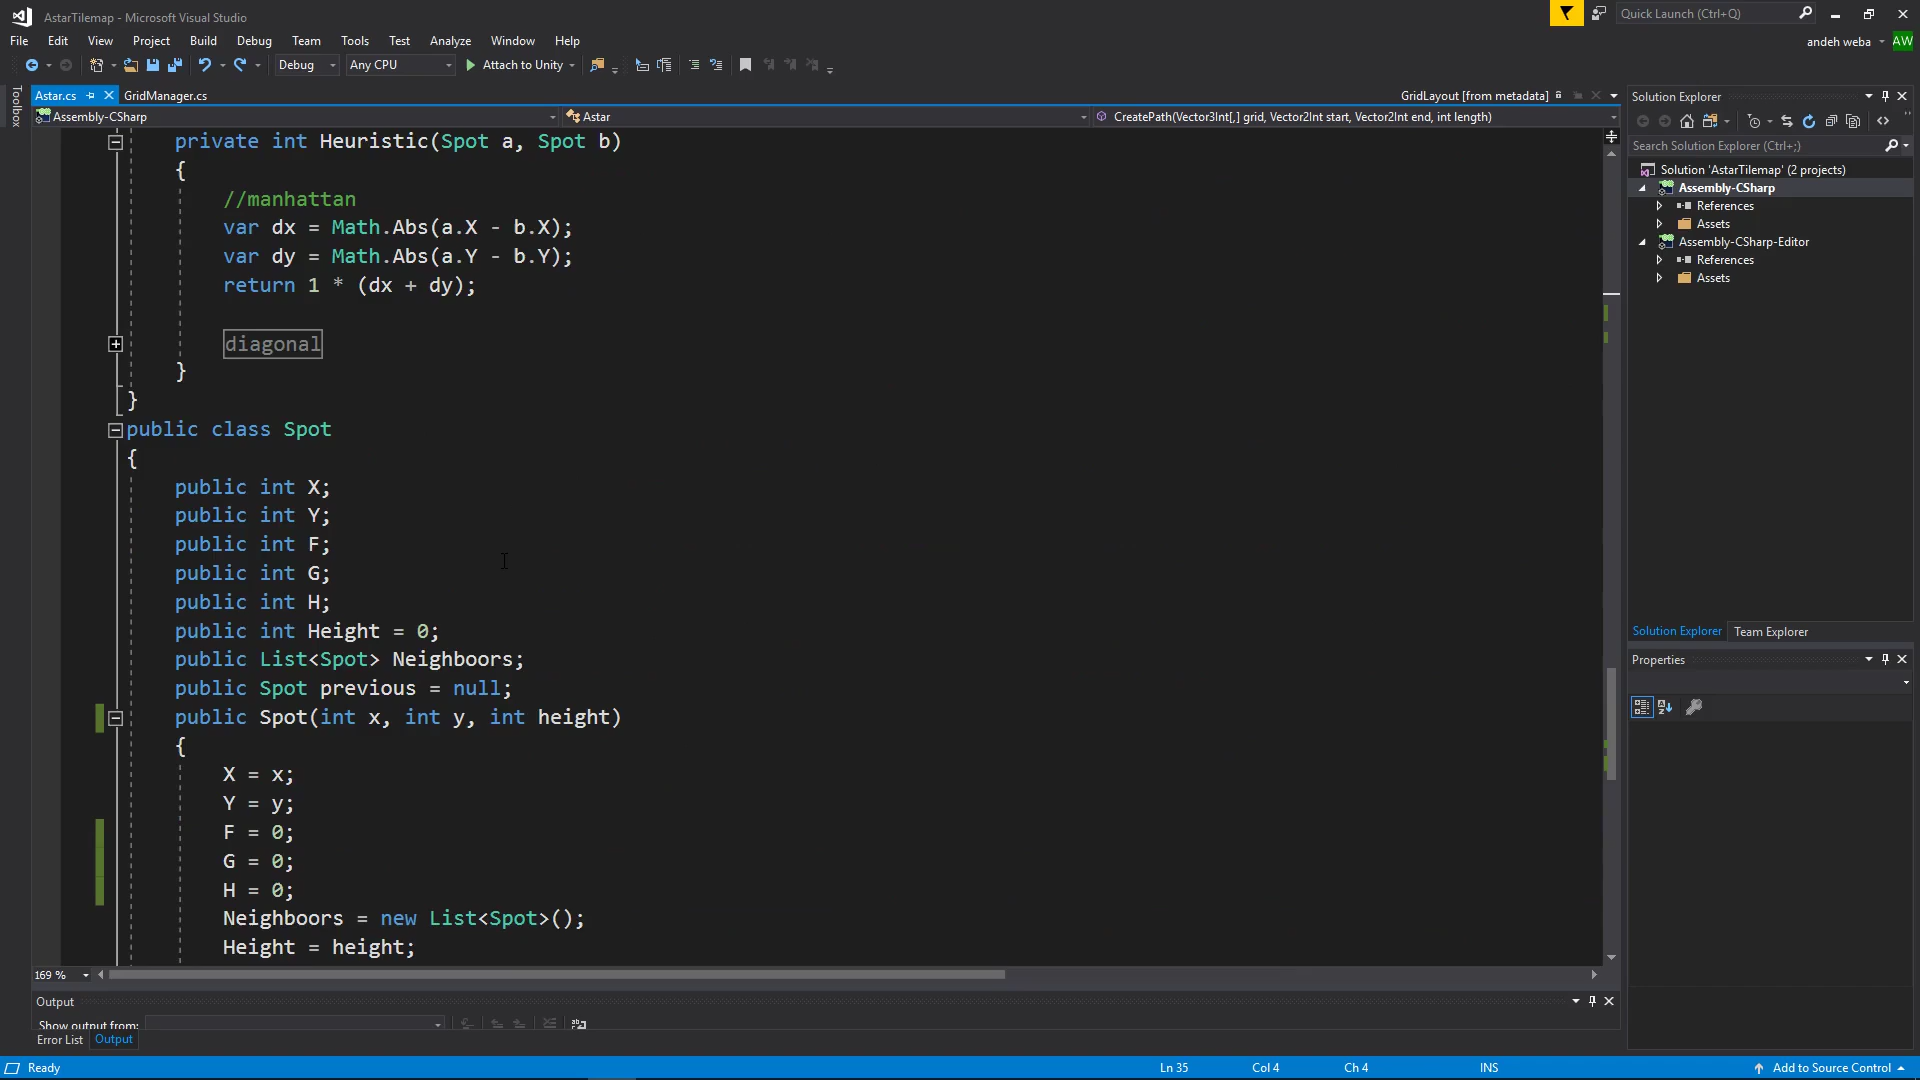 AstarTilemap - Microsoft Visual Studio
Quick Launch (Ctrl+Q)
File Edit View Project Build Debug Team Tools Test Analyze Window Help
andeh weba AW
Debug Any CPU Attach to Unity
Toolbox
Astar.cs GridManager.cs
GridLayout [from metadata]
Assembly-CSharp Astar CreatePath(Vector3Int[,] grid, Vector2Int start, Vector2Int end, int length)
private int Heuristic(Spot a, Spot b)
{
//manhattan
var dx = Math.Abs(a.X - b.X);
var dy = Math.Abs(a.Y - b.Y);
return 1 * (dx + dy);
diagonal
}
}
public class Spot
{
public int X;
public int Y;
public int F;
public int G;
public int H;
public int Height = 0;
public List<Spot> Neighboors;
public Spot previous = null;
public Spot(int x, int y, int height)
{
X = x;
Y = y;
F = 0;
G = 0;
H = 0;
Neighboors = new List<Spot>();
Height = height;
169 %
Output
Show output from:
Error List Output
Solution Explorer
Search Solution Explorer (Ctrl+;)
Solution 'AstarTilemap' (2 projects)
Assembly-CSharp
References
Assets
Assembly-CSharp-Editor
References
Assets
Solution Explorer Team Explorer
Properties
Ready Ln 35 Col 4 Ch 4 INS Add to Source Control